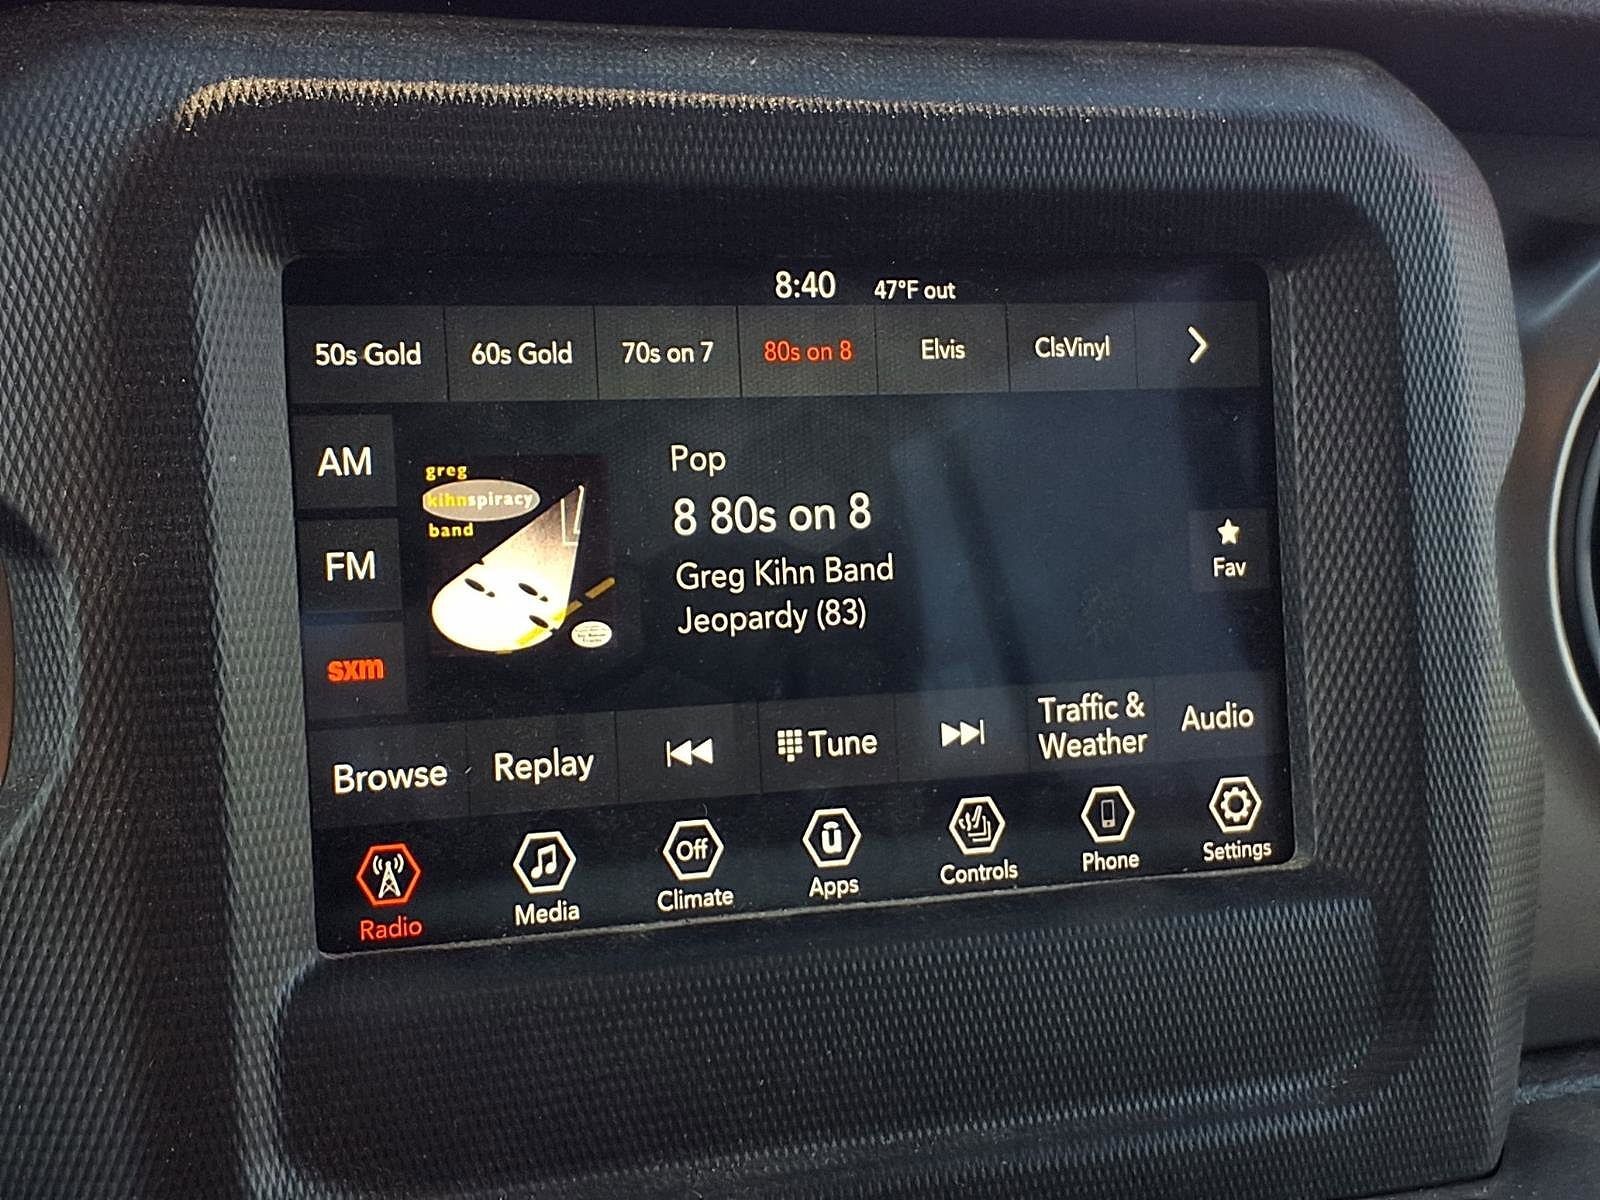 8:40 47°F out
50s Gold 60s Gold 70s on 7 80s on 8 Elvis ClsVinyl
AM
FM
sxm
greg
kihnspiracy
band
Pop
8 80s on 8
Greg Kihn Band
Jeopardy (83)
Fav
Browse Replay Tune Traffic & Weather Audio
Off
Radio Media Climate Apps Controls Phone Settings